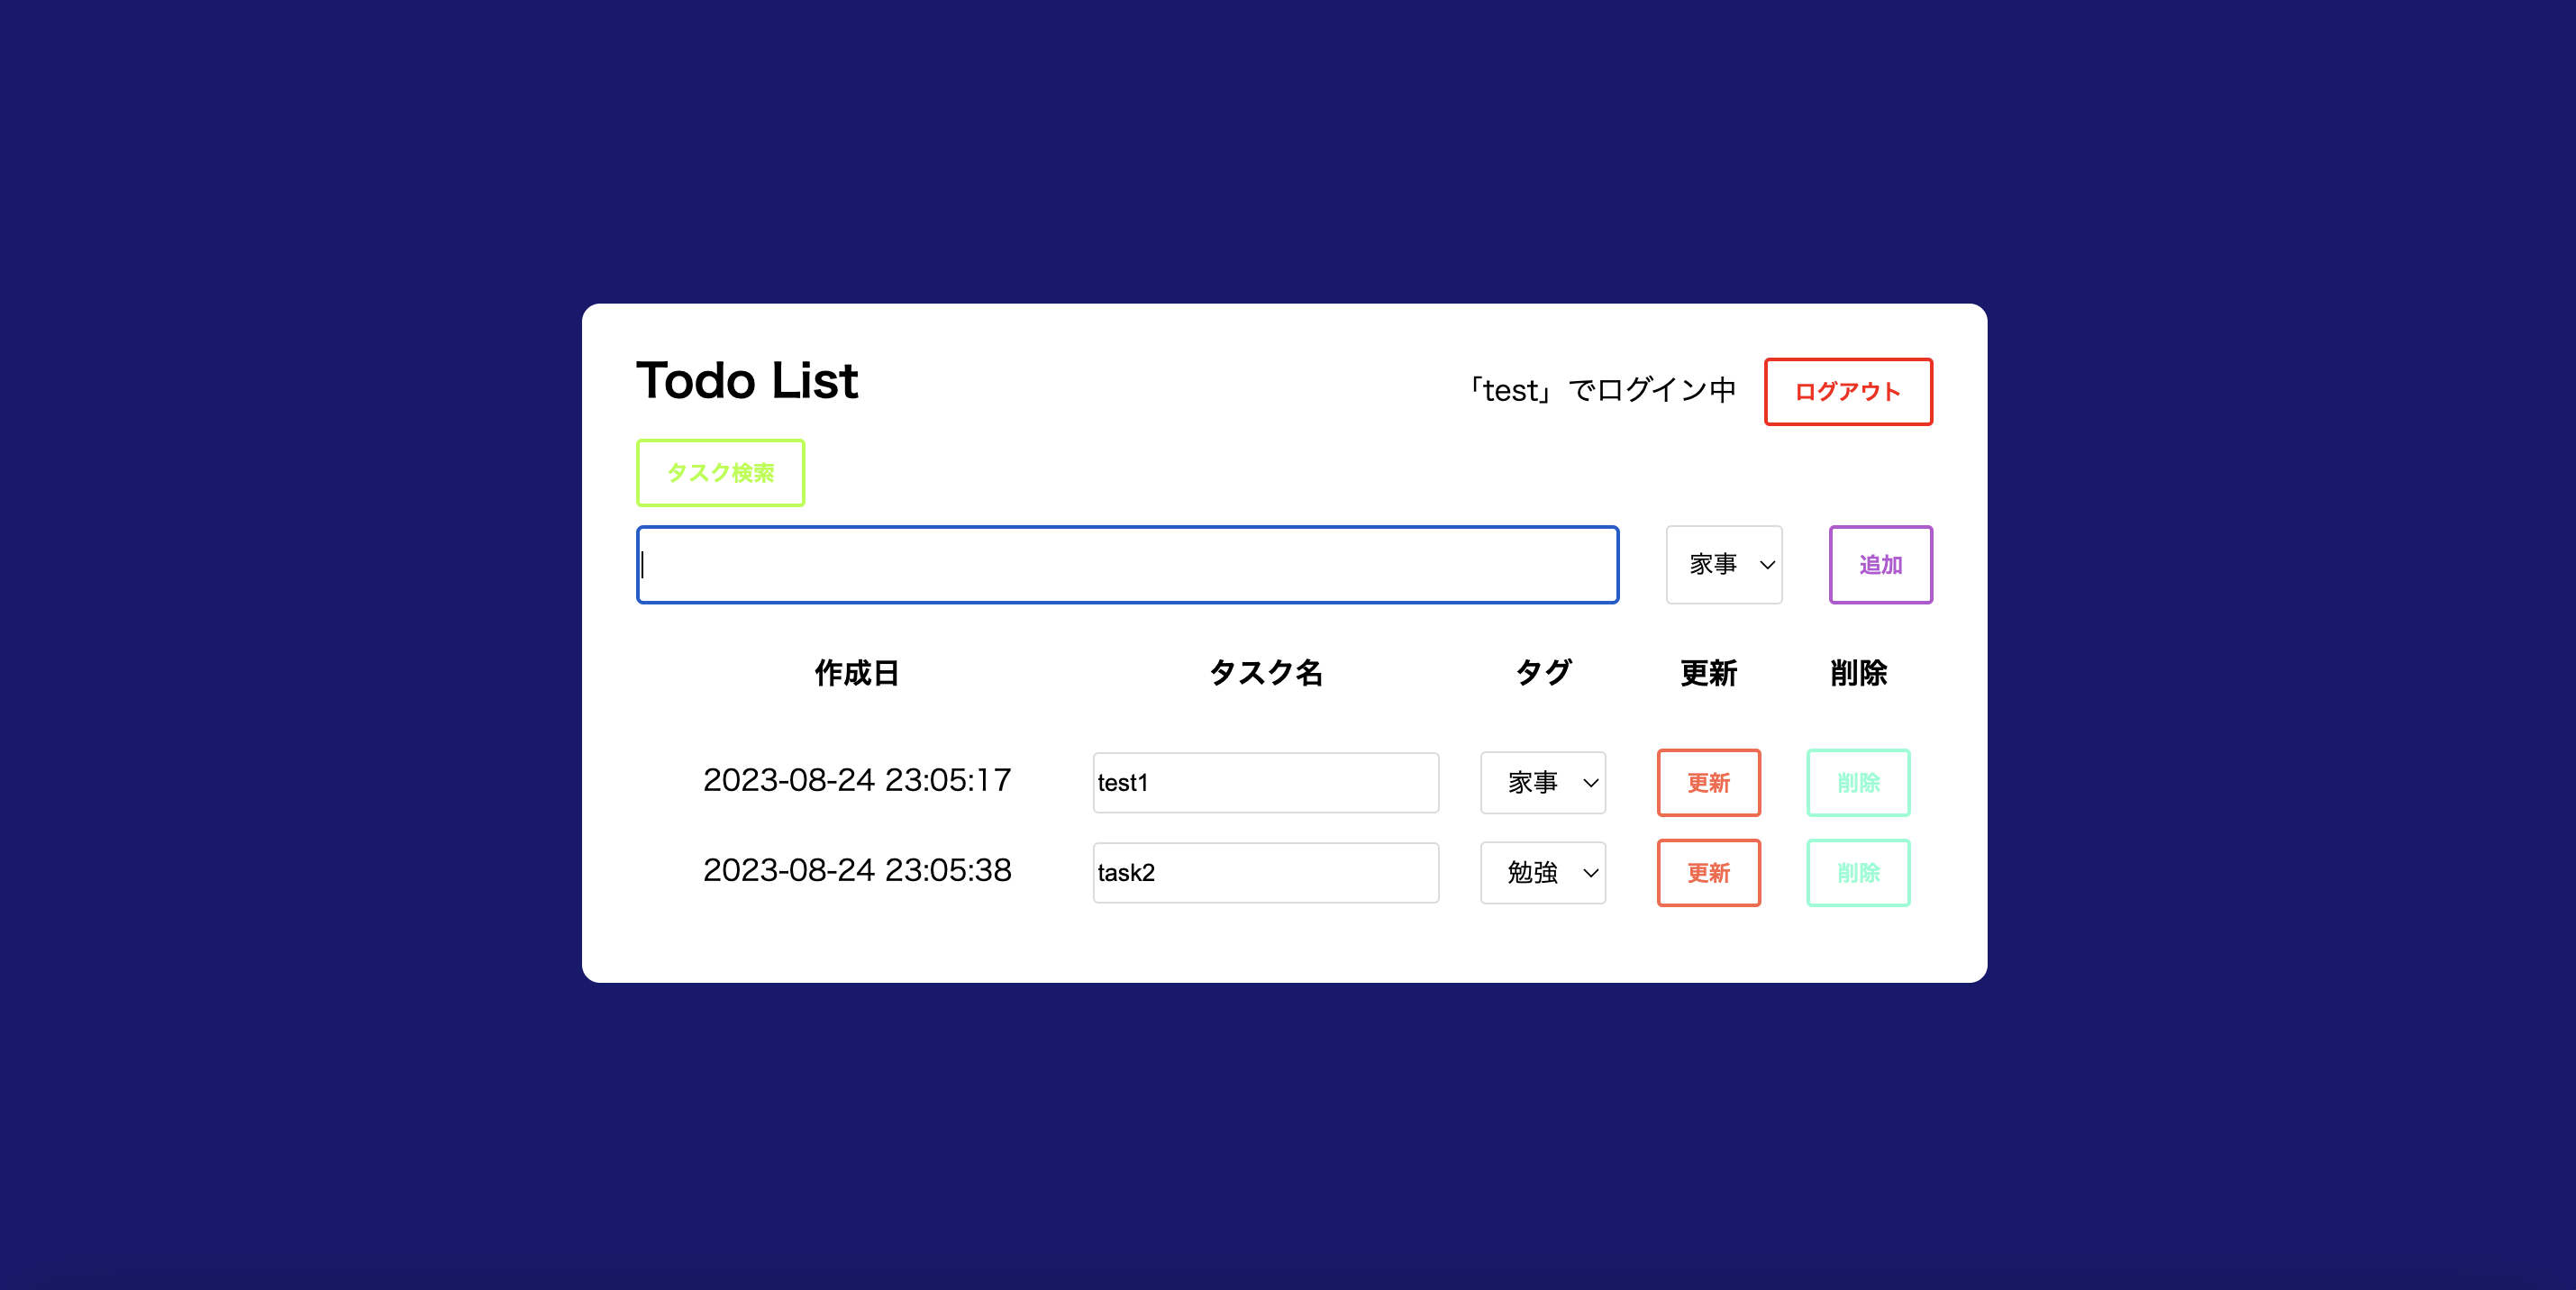 Todo List
「test」でログイン中 ログアウト
タスク検索
家事 追加
作成日 タスク名 タグ 更新 削除
2023-08-24 23:05:17 test1 家事 更新 削除
2023-08-24 23:05:38 task2 勉強 更新 削除